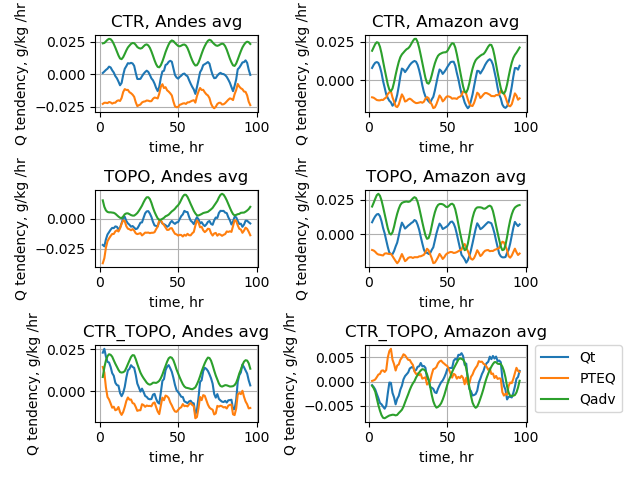 CTR, Andes avg
CTR, Amazon avg
Q tendency, g/kg /hr
0.025
0.000
−0.025
0
50
100
time, hr
Q tendency, g/kg /hr
0.025
0.000
0
50
100
time, hr
TOPO, Andes avg
TOPO, Amazon avg
Q tendency, g/kg /hr
0.000
−0.025
0
50
100
time, hr
Q tendency, g/kg /hr
0.025
0.000
0
50
100
time, hr
CTR_TOPO, Andes avg
CTR_TOPO, Amazon avg
Q tendency, g/kg /hr
0.025
0.000
0
50
100
time, hr
Q tendency, g/kg /hr
0.005
0.000
−0.005
0
50
100
time, hr
Qt
PTEQ
Qadv